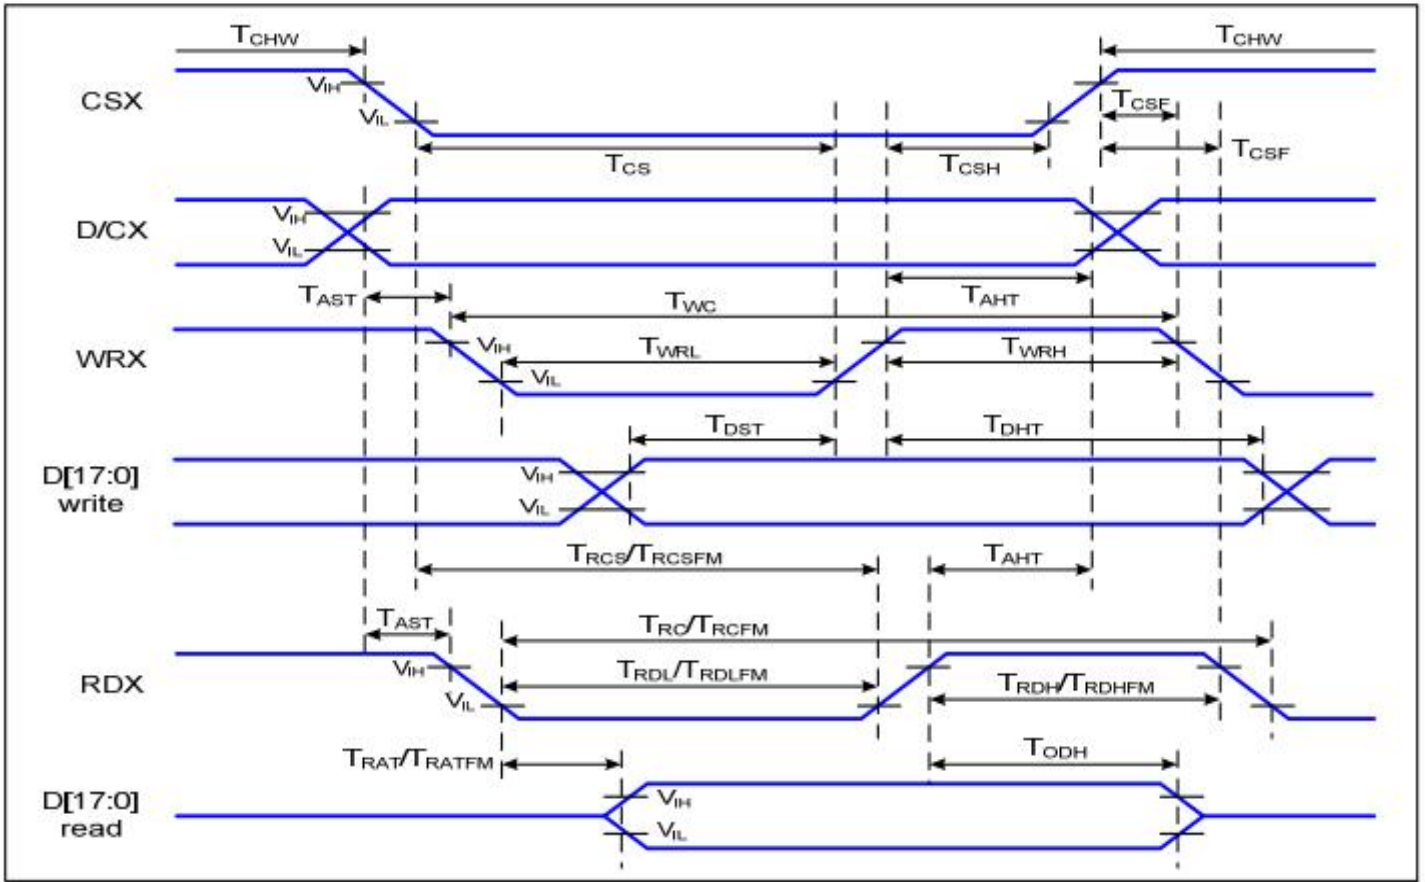 TCHW TCHW
CSX VIH VIL TCSF
TCS TCSH TCSF
D/CX VIH VIL
TAST TWC TAHT
WRX VIH TWRL TWRH
VIL
TDST TDHT
D[17:0] VIH
write VIL
TRCS/TRCSFM TAHT
TAST TRC/TRCFM
RDX VIH TRDL/TRDLFM TRDH/TRDHFM
VIL
TRAT/TRATFM TODH
D[17:0] VIH
read VIL